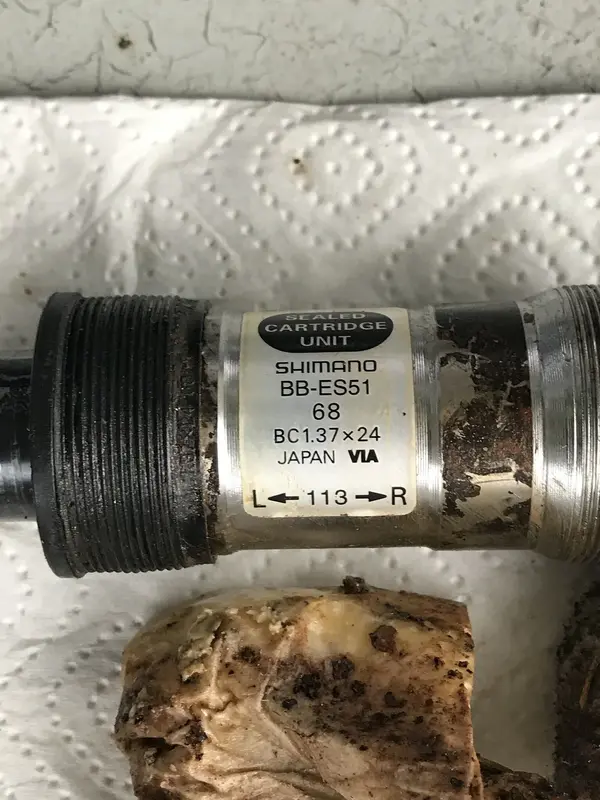 SEALED
CARTRIDGE
UNIT
SHIMANO
BB-ES51
68
BC1.37×24
JAPAN VIA
L ← 113 → R